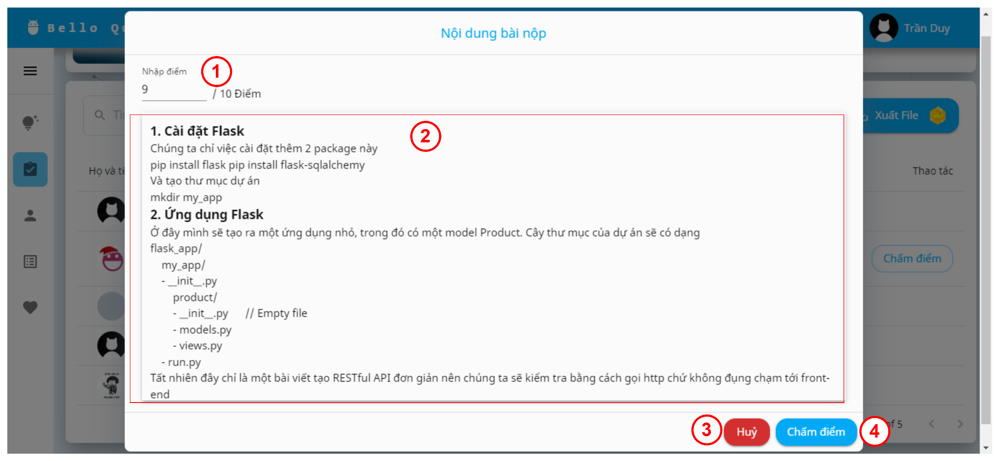 Bello Qu
Nội dung bài nộp
Trần Duy
Nhập điểm
1
9
/ 10 Điểm
Tìm
Xuất File
2
1. Cài đặt Flask
Chúng ta chỉ việc cài đặt thêm 2 package này
pip install flask pip install flask-sqlalchemy
Và tạo thư mục dự án
mkdir my_app
Họ và tê
Thao tác
2. Ứng dụng Flask
Ở đây mình sẽ tạo ra một ứng dụng nhỏ, trong đó có một model Product. Cây thư mục của dự án sẽ có dạng
flask_app/
my_app/
- __init__.py
product/
- __init__.py // Empty file
- models.py
- views.py
- run.py
Tất nhiên đây chỉ là một bài viết tạo RESTful API đơn giản nên chúng ta sẽ kiểm tra bằng cách gọi http chứ không đụng chạm tới front-
end
Chấm điểm
3
Huỷ
Chấm điểm
4
of 5